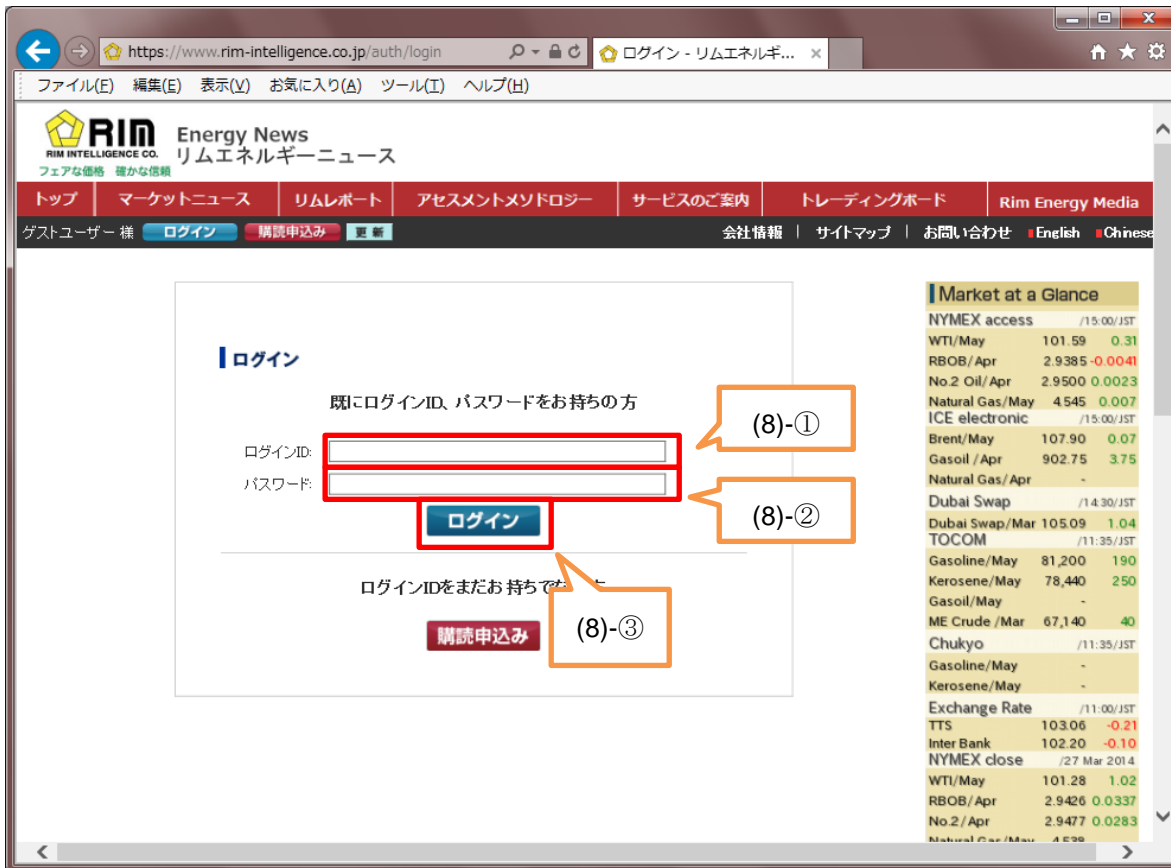 https://www.rim-intelligence.co.jp/auth/login
ログイン - リムエネルギ...
ファイル(F) 編集(E) 表示(V) お気に入り(A) ツール(T) ヘルプ(H)
RIM
RIM INTELLIGENCE CO.
フェアな価格 確かな信頼
Energy News
リムエネルギーニュース
トップ マーケットニュース リムレポート アセスメントメソドロジー サービスのご案内 トレーディングボード Rim Energy Media
ゲストユーザー 様 ログイン 購読申込み 更新 会社情報 | サイトマップ | お問い合わせ English Chinese
ログイン
既にログインID、パスワードをお持ちの方
ログインID:
(8)-①
パスワード:
(8)-②
ログイン
ログインIDをまだお持ちでな
購読申込み
(8)-③
Market at a Glance
NYMEX access /15:00/JST
WTI/May 101.59 0.31
RBOB/Apr 2.9385 -0.0041
No.2 Oil/Apr 2.9500 0.0023
Natural Gas/May 4.545 0.007
ICE electronic /15:00/JST
Brent/May 107.90 0.07
Gasoil /Apr 902.75 3.75
Natural Gas/Apr -
Dubai Swap /14:30/JST
Dubai Swap/Mar 105.09 1.04
TOCOM /11:35/JST
Gasoline/May 81,200 190
Kerosene/May 78,440 250
Gasoil/May -
ME Crude /Mar 67,140 40
Chukyo /11:35/JST
Gasoline/May -
Kerosene/May -
Exchange Rate /11:00/JST
TTS 103.06 -0.21
Inter Bank 102.20 -0.10
NYMEX close /27 Mar 2014
WTI/May 101.28 1.02
RBOB/Apr 2.9426 0.0337
No.2/Apr 2.9477 0.0283
Natural Gas/May 4.538